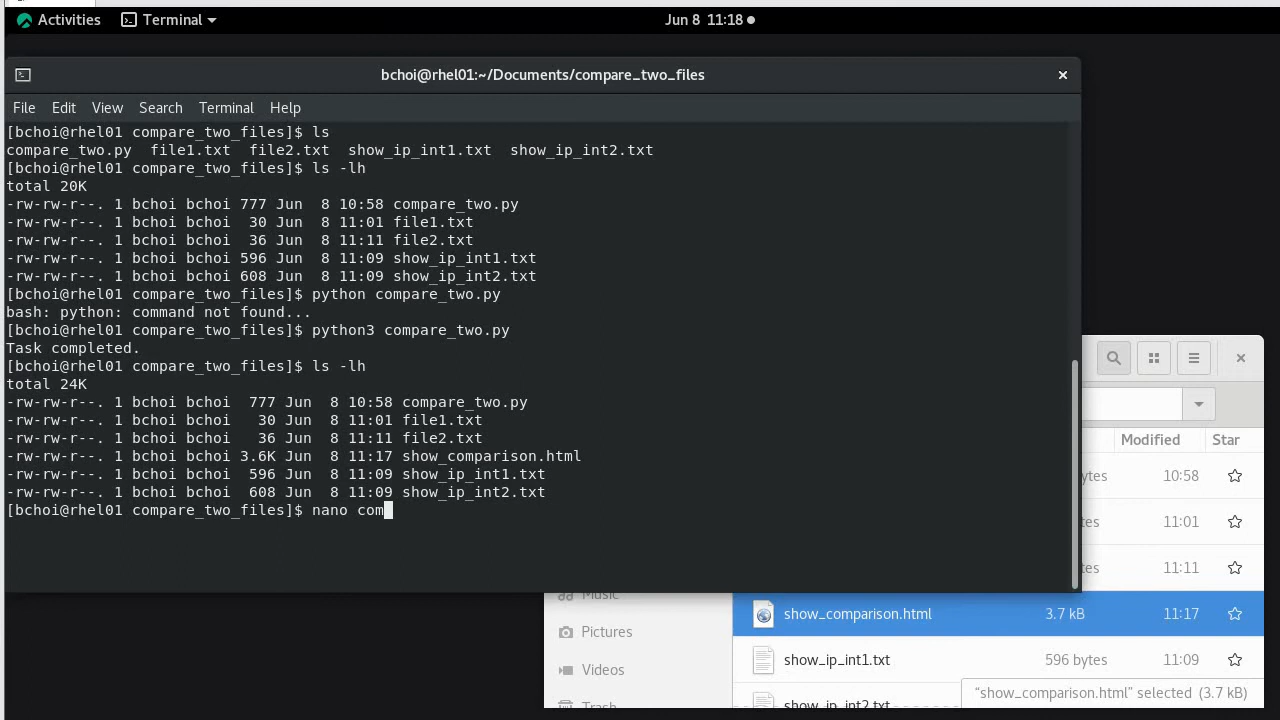 Activities Terminal Jun 8 11:18
bchoi@rhel01:~/Documents/compare_two_files
File Edit View Search Terminal Help
[bchoi@rhel01 compare_two_files]$ ls
compare_two.py file1.txt file2.txt show_ip_int1.txt show_ip_int2.txt
[bchoi@rhel01 compare_two_files]$ ls -lh
total 20K
-rw-rw-r--. 1 bchoi bchoi 777 Jun 8 10:58 compare_two.py
-rw-rw-r--. 1 bchoi bchoi 30 Jun 8 11:01 file1.txt
-rw-rw-r--. 1 bchoi bchoi 36 Jun 8 11:11 file2.txt
-rw-rw-r--. 1 bchoi bchoi 596 Jun 8 11:09 show_ip_int1.txt
-rw-rw-r--. 1 bchoi bchoi 608 Jun 8 11:09 show_ip_int2.txt
[bchoi@rhel01 compare_two_files]$ python compare_two.py
bash: python: command not found...
[bchoi@rhel01 compare_two_files]$ python3 compare_two.py
Task completed.
[bchoi@rhel01 compare_two_files]$ ls -lh
total 24K
-rw-rw-r--. 1 bchoi bchoi 777 Jun 8 10:58 compare_two.py
-rw-rw-r--. 1 bchoi bchoi 30 Jun 8 11:01 file1.txt
-rw-rw-r--. 1 bchoi bchoi 36 Jun 8 11:11 file2.txt
-rw-rw-r--. 1 bchoi bchoi 3.6K Jun 8 11:17 show_comparison.html
-rw-rw-r--. 1 bchoi bchoi 596 Jun 8 11:09 show_ip_int1.txt
-rw-rw-r--. 1 bchoi bchoi 608 Jun 8 11:09 show_ip_int2.txt
[bchoi@rhel01 compare_two_files]$ nano com
Modified Star
ytes 10:58
tes 11:01
tes 11:11
Music
show_comparison.html 3.7 kB 11:17
Pictures
show_ip_int1.txt 596 bytes 11:09
Videos
"show_comparison.html" selected (3.7 kB)
Trash
show_ip_int2.txt